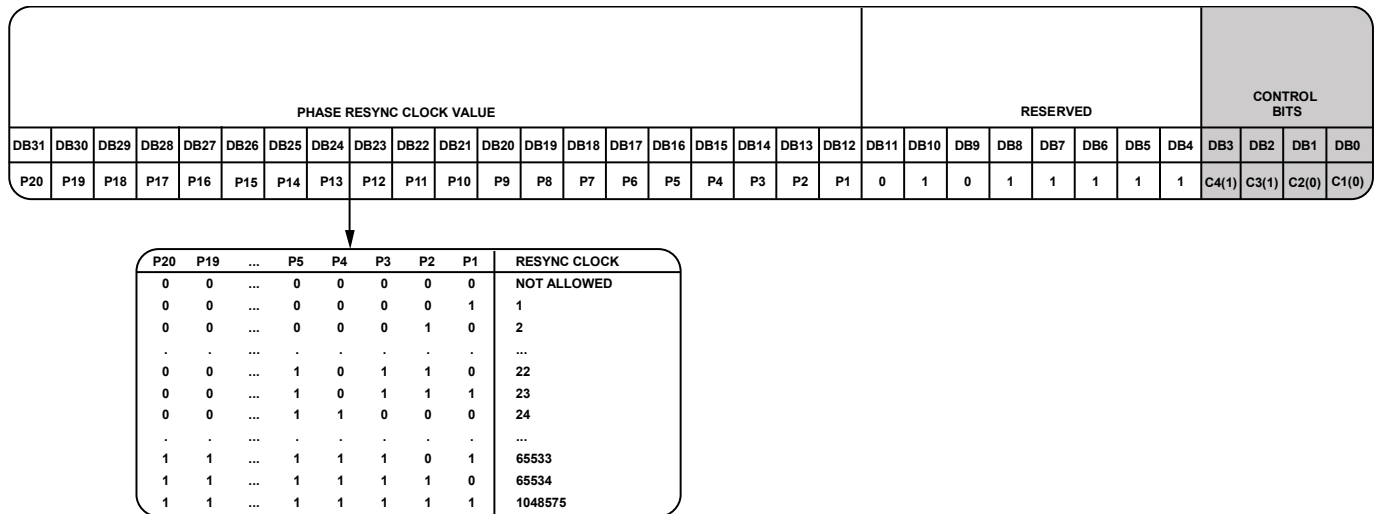 PHASE RESYNC CLOCK VALUE RESERVED CONTROL BITS
DB31 DB30 DB29 DB28 DB27 DB26 DB25 DB24 DB23 DB22 DB21 DB20 DB19 DB18 DB17 DB16 DB15 DB14 DB13 DB12 DB11 DB10 DB9 DB8 DB7 DB6 DB5 DB4 DB3 DB2 DB1 DB0
P20 P19 P18 P17 P16 P15 P14 P13 P12 P11 P10 P9 P8 P7 P6 P5 P4 P3 P2 P1 0 1 0 1 1 1 1 1 C4(1) C3(1) C2(0) C1(0)
P20 P19 ... P5 P4 P3 P2 P1 RESYNC CLOCK
0 0 ... 0 0 0 0 0 NOT ALLOWED
0 0 ... 0 0 0 0 1 1
0 0 ... 0 0 0 1 0 2
. . ... . . . . . ...
0 0 ... 1 0 1 1 0 22
0 0 ... 1 0 1 1 1 23
0 0 ... 1 1 0 0 0 24
. . ... . . . . . ...
1 1 ... 1 1 1 0 1 65533
1 1 ... 1 1 1 1 0 65534
1 1 ... 1 1 1 1 1 1048575